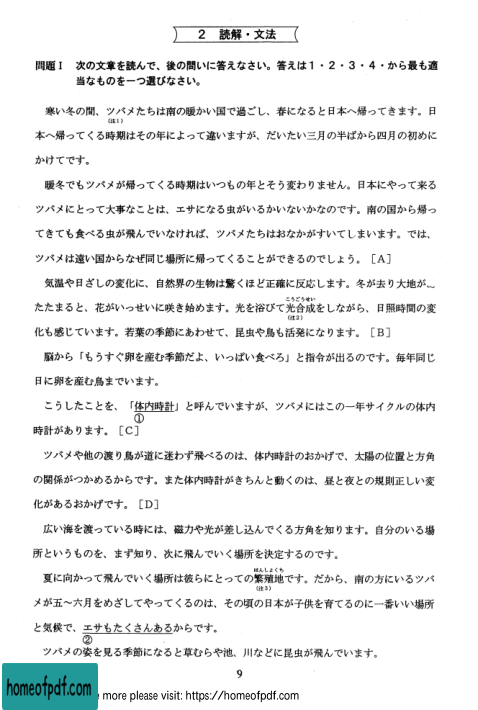 2 読解・文法
問題Ⅰ 次の文章を読んで、後の問いに答えなさい。答えは1・2・3・4・から最も適
当なものを一つ選びなさい。
寒い冬の間、ツバメたちは南の暖かい国で過ごし、春になると日本へ帰ってきます。日
(注1)
本へ帰ってくる時期はその年によって違いますが、だいたい三月の半ばから四月の初めに
かけてです。
暖冬でもツバメが帰ってくる時期はいつもの年とそう変わりません。日本にやって来る
ツバメにとって大事なことは、エサになる虫がいるかいないかなのです。南の国から帰っ
てきても食べる虫が飛んでいなければ、ツバメたちはおなかがすいてしまいます。では、
ツバメは遠い国からなぜ同じ場所に帰ってくることができるのでしょう。[A]
気温や日ざしの変化に、自然界の生物は驚くほど正確に反応します。冬が去り大地が
たたまると、花がいっせいに咲き始めます。光を浴びて光合成をしながら、日照時間の変
こうごうせい
(注2)
化も感じています。若葉の季節にあわせて、昆虫や鳥も活発になります。[B]
脳から「もうすぐ卵を産む季節だよ、いっぱい食べろ」と指令が出るのです。毎年同じ
日に卵を産む鳥までいます。
こうしたことを、「体内時計」と呼んでいますが、ツバメにはこの一年サイクルの体内
①
時計があります。[C]
ツバメや他の渡り鳥が道に迷わず飛べるのは、体内時計のおかげで、太陽の位置と方角
の関係がつかめるからです。また体内時計がきちんと動くのは、昼と夜との規則正しい変
化があるおかげです。[D]
広い海を渡っている時には、磁力や光が差し込んでくる方角を知ります。自分のいる場
所というものを、まず知り、次に飛んでいく場所を決定するのです。
夏に向かって飛んでいく場所は彼らにとっての繁殖地です。だから、南の方にいるツバ
はんしょくち
(注3)
メが五～六月をめざしてやってくるのは、その頃の日本が子供を育てるのに一番いい場所
と気候で、エサもたくさんあるからです。
②
ツバメの姿を見る季節になると草むらや池、川などに昆虫が飛んでいます。
9
homeofpdf.com
e more please visit: https://homeofpdf.com